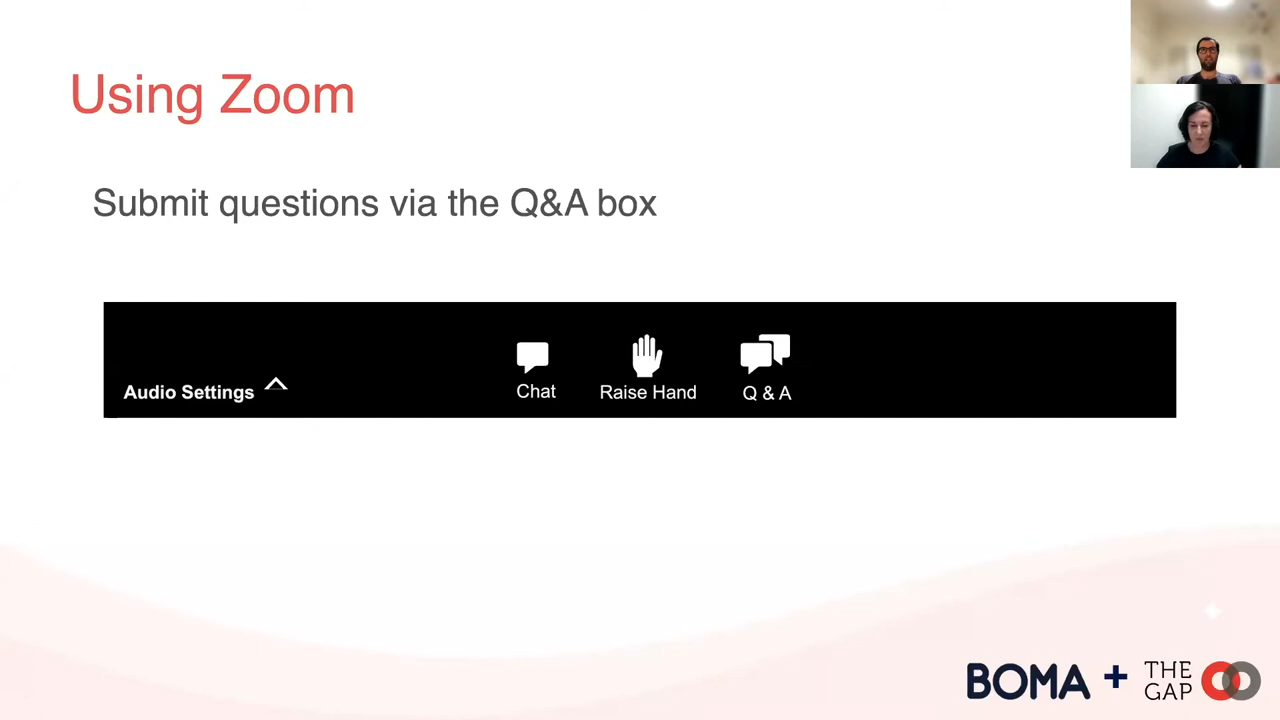 Using Zoom
Submit questions via the Q&A box
Audio Settings
Chat
Raise Hand
Q & A
BOMA + THE GAP